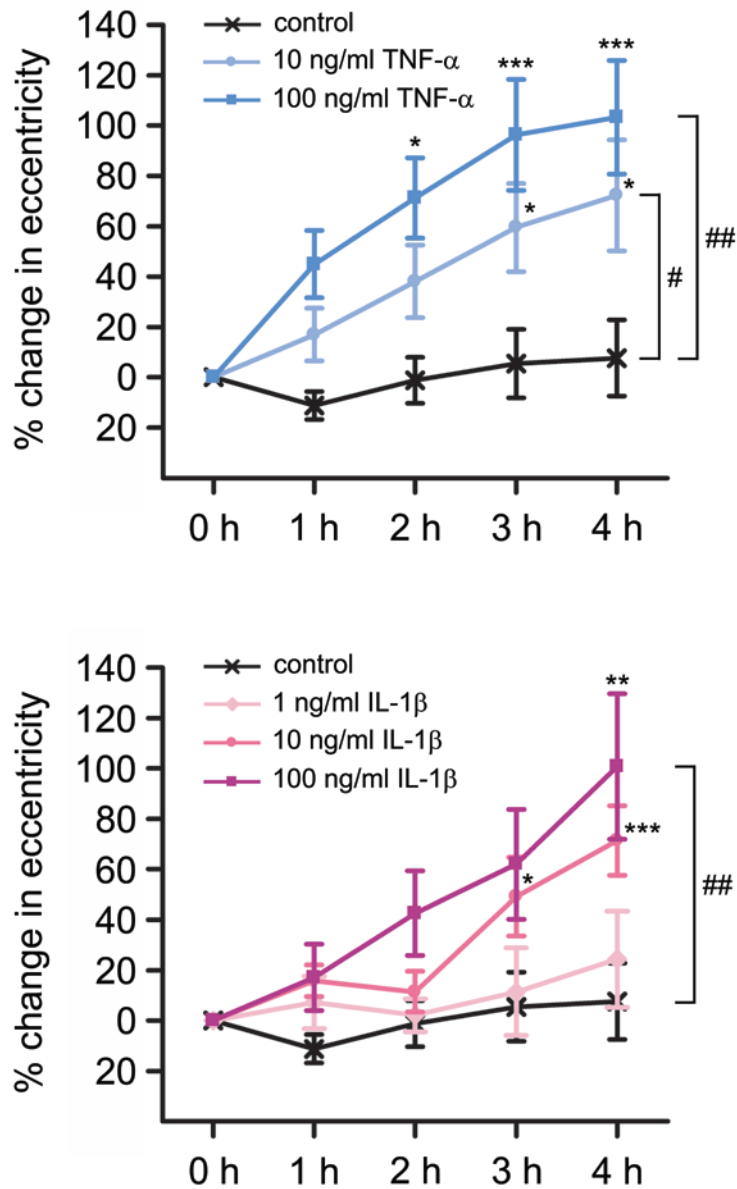 140
control
120
10 ng/ml TNF-α
100 ng/ml TNF-α
100
80
60
40
20
0
20
% change in eccentricity
*
***
***
*
*
#
##
0 h 1 h 2 h 3 h 4 h
140
control
120
1 ng/ml IL-1β
10 ng/ml IL-1β
100
100 ng/ml IL-1β
80
60
40
20
0
20
% change in eccentricity
**
***
*
##
0 h 1 h 2 h 3 h 4 h